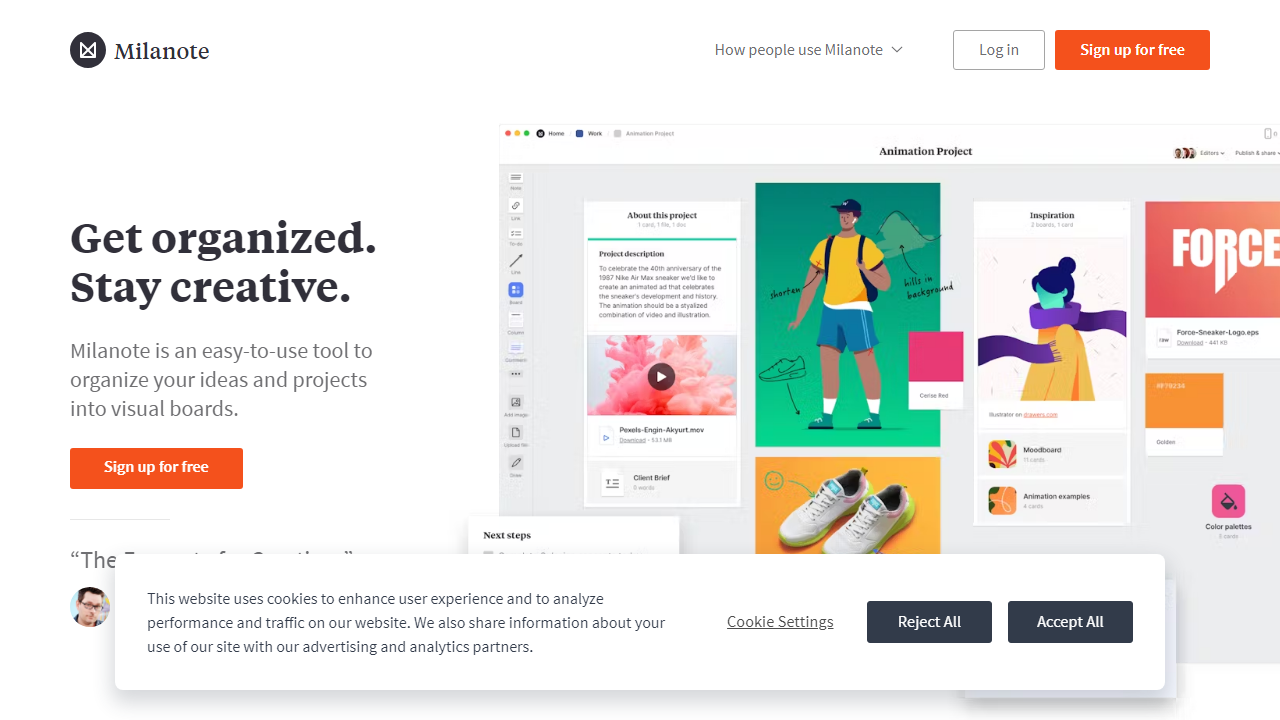 Milanote
How people use Milanote
Log in
Sign up for free
Get organized.
Stay creative.
Milanote is an easy-to-use tool to
organize your ideas and projects
into visual boards.
Sign up for free
Home
Work
Animation Project
Animation Project
Editors
Publish & share
Home
Link
To-do
Line
Board
Column
Comment
Add image
Upload file
Draw
About this project
1 card, 1 file, 1 doc
Project description
To celebrate the 40th anniversary of the
1987 Nike Air Max sneaker we'd like to
create an animated ad that celebrates
the sneaker's development and history.
The animation should be a stylized
combination of video and illustration.
Pexels-Engin-Akyurt.mov
Download - 53.1 MB
Client Brief
0 words
shorten
hills in
background
Cerise Red
Inspiration
2 boards, 1 card
Illustrator on drawers.com
Moodboard
11 cards
Animation examples
4 cards
FORCE
RAW
Force-Sneaker-Logo.eps
Download - 441 KB
#F79234
Golden
Color palettes
3 cards
Next steps
“The
This website uses cookies to enhance user experience and to analyze
performance and traffic on our website. We also share information about your
use of our site with our advertising and analytics partners.
Cookie Settings
Reject All
Accept All